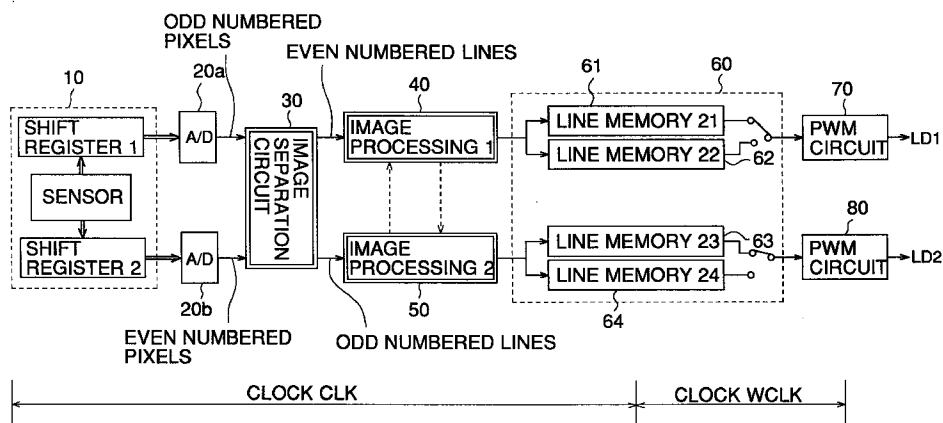 ODD NUMBERED
PIXELS
EVEN NUMBERED LINES
10
20a
30
40
61
60
70
SHIFT
REGISTER 1
A/D
IMAGE
SEPARATION
CIRCUIT
IMAGE
PROCESSING 1
LINE MEMORY 21
LINE MEMORY 22
62
PWM
CIRCUIT
LD1
SENSOR
SHIFT
REGISTER 2
A/D
20b
IMAGE
PROCESSING 2
50
LINE MEMORY 23
63
LINE MEMORY 24
64
80
PWM
CIRCUIT
LD2
EVEN NUMBERED
PIXELS
ODD NUMBERED LINES
CLOCK CLK
CLOCK WCLK